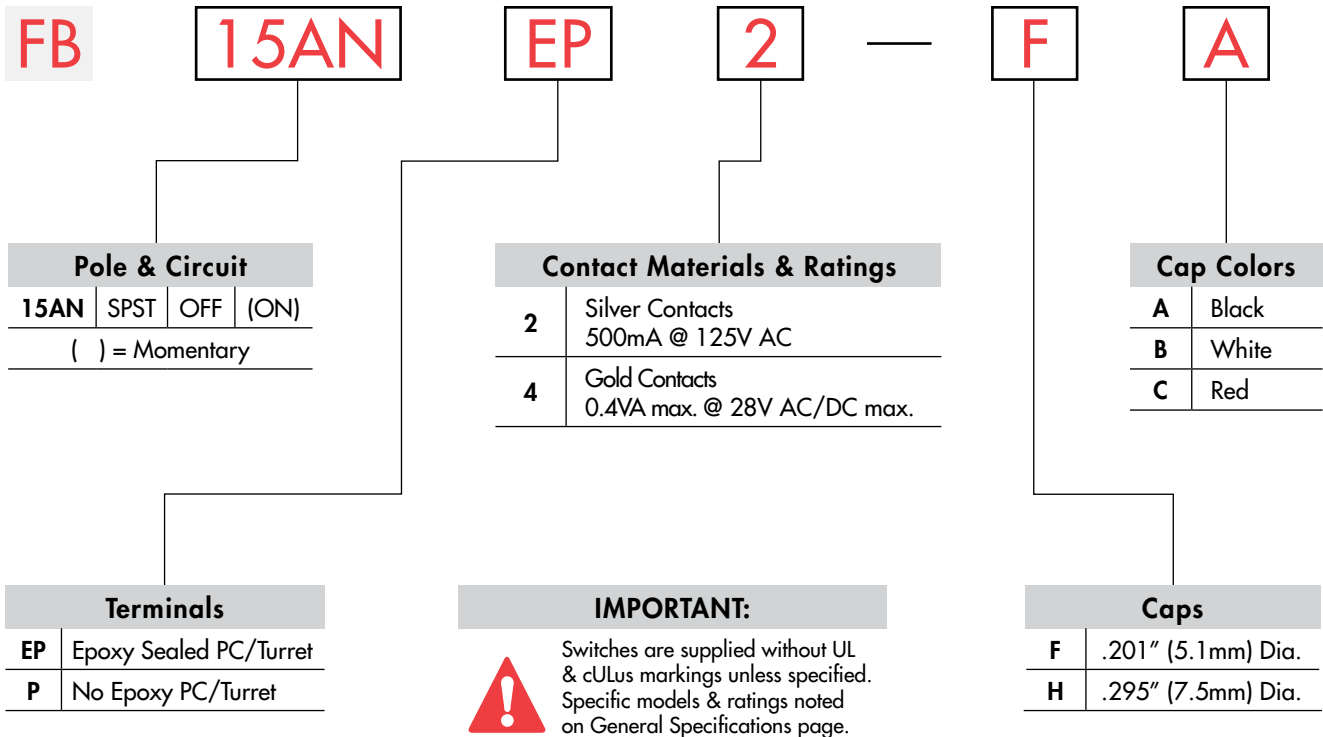 FB 15AN EP 2 — F A
Pole & Circuit
15AN SPST OFF (ON)
( ) = Momentary
Contact Materials & Ratings
2 Silver Contacts
500mA @ 125V AC
4 Gold Contacts
0.4VA max. @ 28V AC/DC max.
Cap Colors
A Black
B White
C Red
Terminals
EP Epoxy Sealed PC/Turret
P No Epoxy PC/Turret
IMPORTANT:
Switches are supplied without UL
& cULus markings unless specified.
Specific models & ratings noted
on General Specifications page.
Caps
F .201” (5.1mm) Dia.
H .295” (7.5mm) Dia.